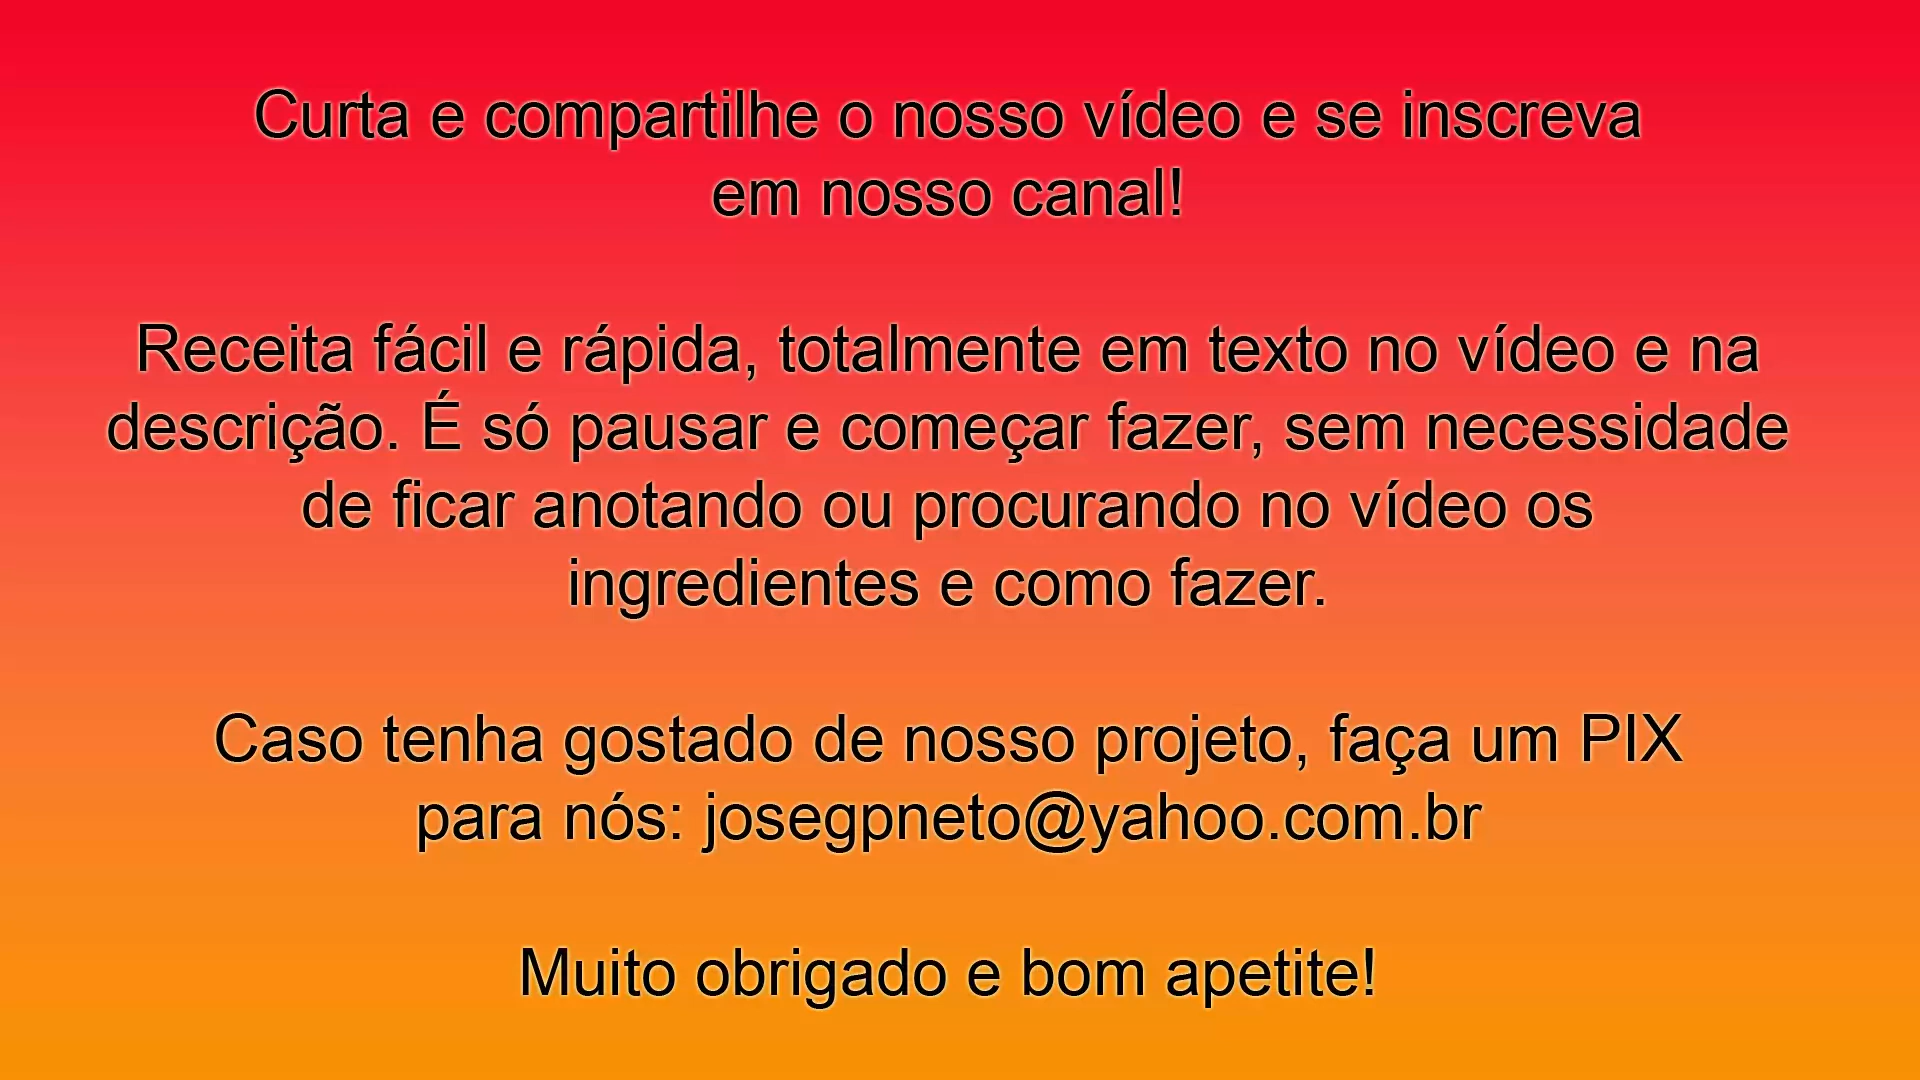 Curta e compartilhe o nosso vídeo e se inscreva
em nosso canal!
Receita fácil e rápida, totalmente em texto no vídeo e na
descrição. É só pausar e começar fazer, sem necessidade
de ficar anotando ou procurando no vídeo os
ingredientes e como fazer.
Caso tenha gostado de nosso projeto, faça um PIX
para nós: josegpneto@yahoo.com.br
Muito obrigado e bom apetite!